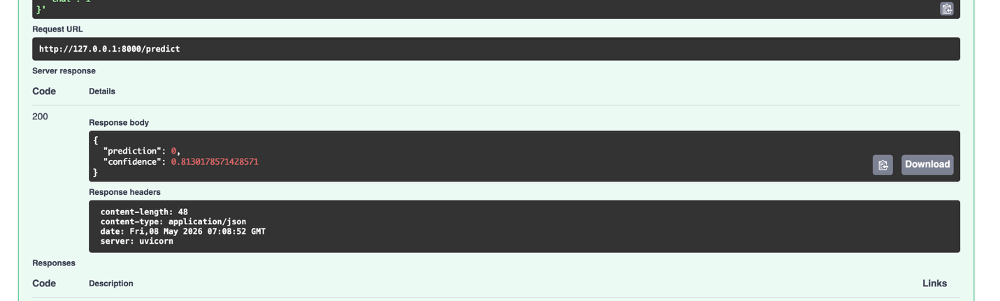 }'
Request URL
http://127.0.0.1:8000/predict
Server response
Code Details
200
Response body
{
"prediction": 0,
"confidence": 0.8130178571428571
}
Download
Response headers
content-length: 48
content-type: application/json
date: Fri,08 May 2026 07:08:52 GMT
server: uvicorn
Responses
Code Description Links